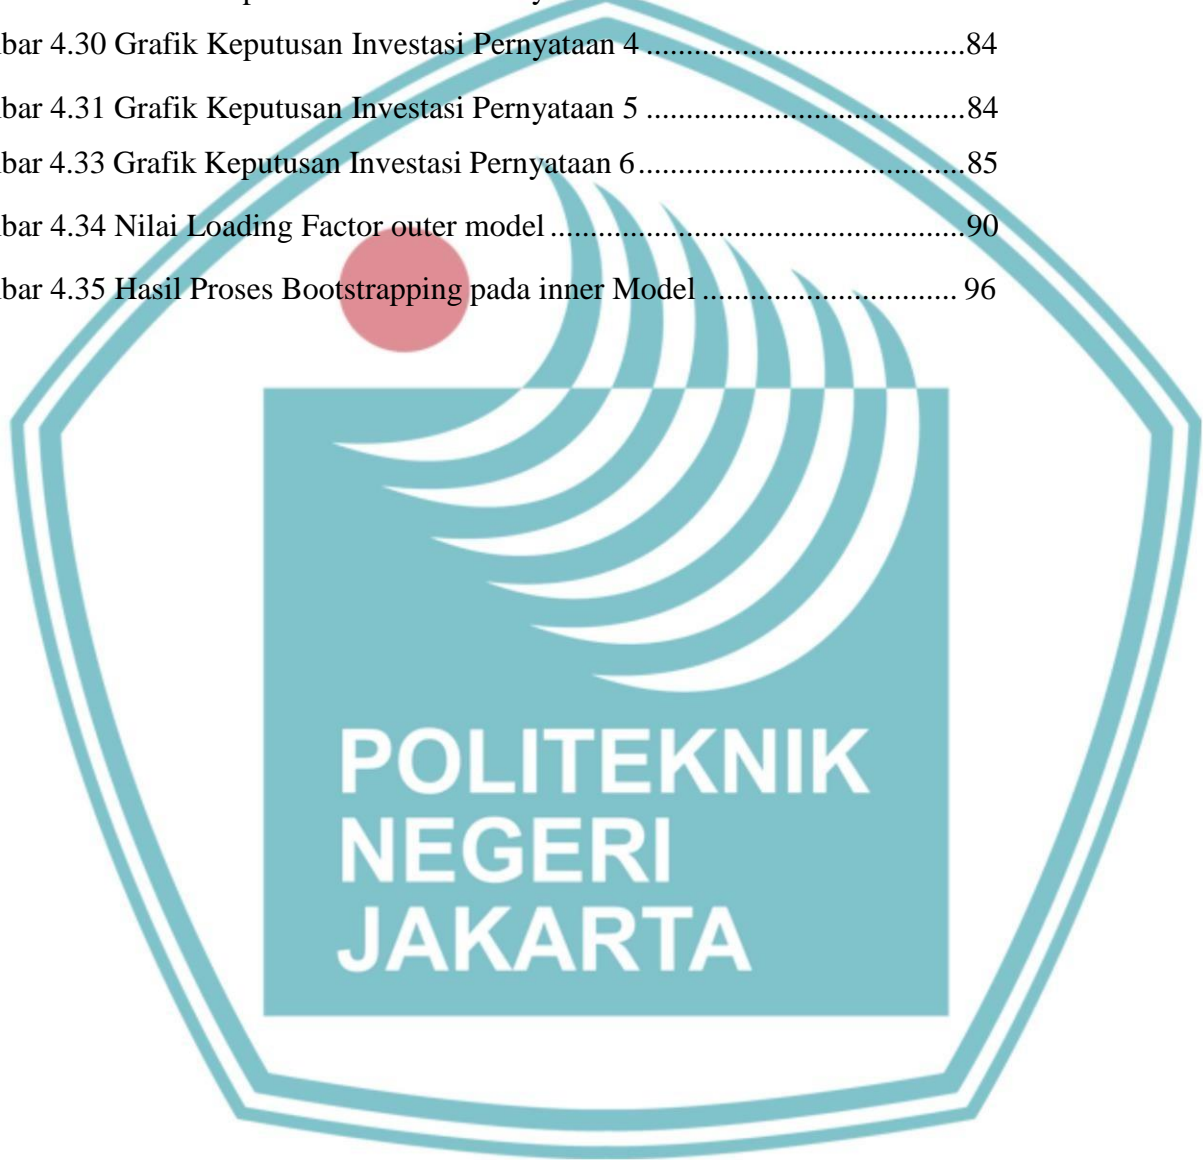 bar 4.30 Grafik Keputusan Investasi Pernyataan 4 .......................................84
bar 4.31 Grafik Keputusan Investasi Pernyataan 5 .......................................84
bar 4.33 Grafik Keputusan Investasi Pernyataan 6........................................85
bar 4.34 Nilai Loading Factor outer model ...................................................90
bar 4.35 Hasil Proses Bootstrapping pada inner Model ............................... 96
POLITEKNIK
NEGERI
JAKARTA